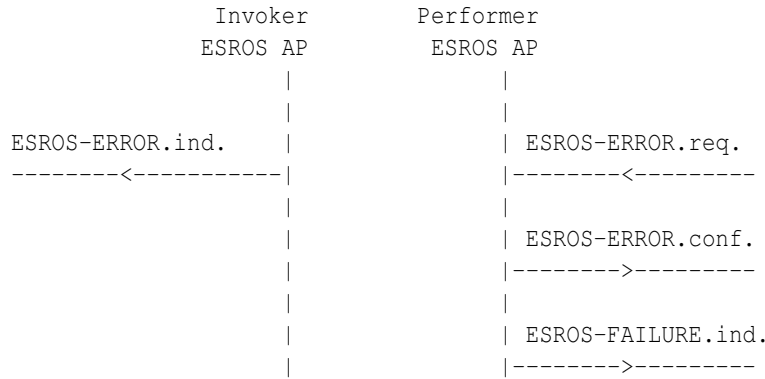 Invoker Performer
ESROS AP ESROS AP
ESROS-ERROR.ind. ESROS-ERROR.req.
ESROS-ERROR.conf.
ESROS-FAILURE.ind.